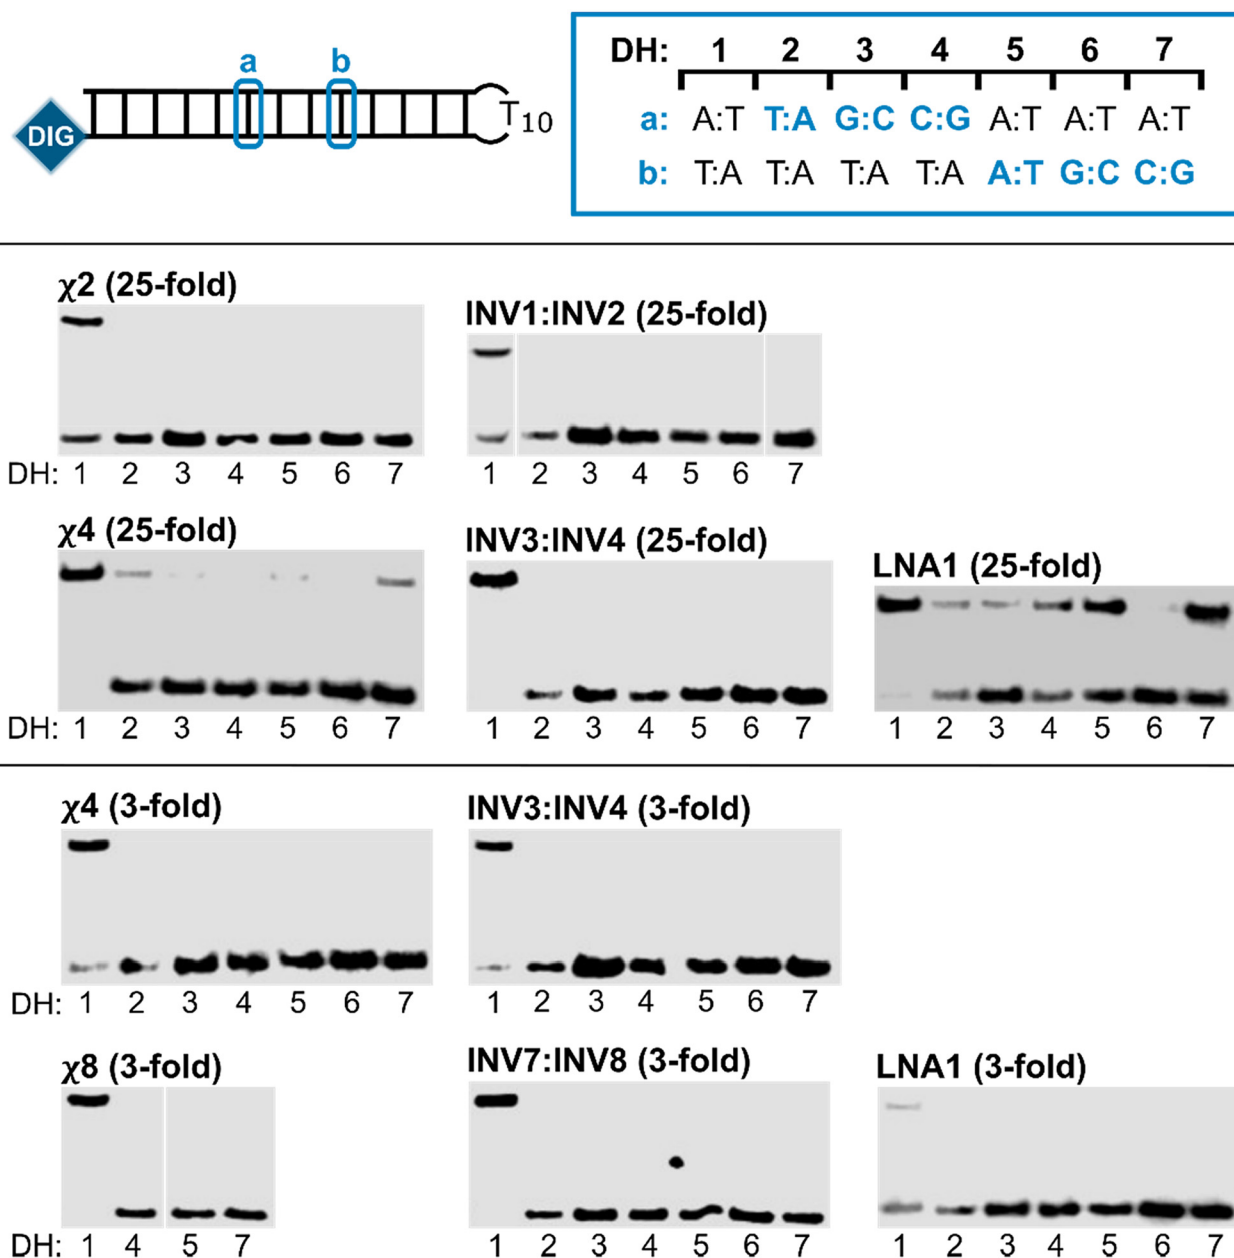 a b
DIG
T10
DH: 1 2 3 4 5 6 7
a: A:T T:A G:C C:G A:T A:T A:T
b: T:A T:A T:A T:A A:T G:C C:G
χ2 (25-fold)
DH: 1 2 3 4 5 6 7
INV1:INV2 (25-fold)
1 2 3 4 5 6 7
χ4 (25-fold)
DH: 1 2 3 4 5 6 7
INV3:INV4 (25-fold)
1 2 3 4 5 6 7
LNA1 (25-fold)
1 2 3 4 5 6 7
χ4 (3-fold)
DH: 1 2 3 4 5 6 7
INV3:INV4 (3-fold)
1 2 3 4 5 6 7
χ8 (3-fold)
DH: 1 4 5 7
INV7:INV8 (3-fold)
1 2 3 4 5 6 7
LNA1 (3-fold)
1 2 3 4 5 6 7